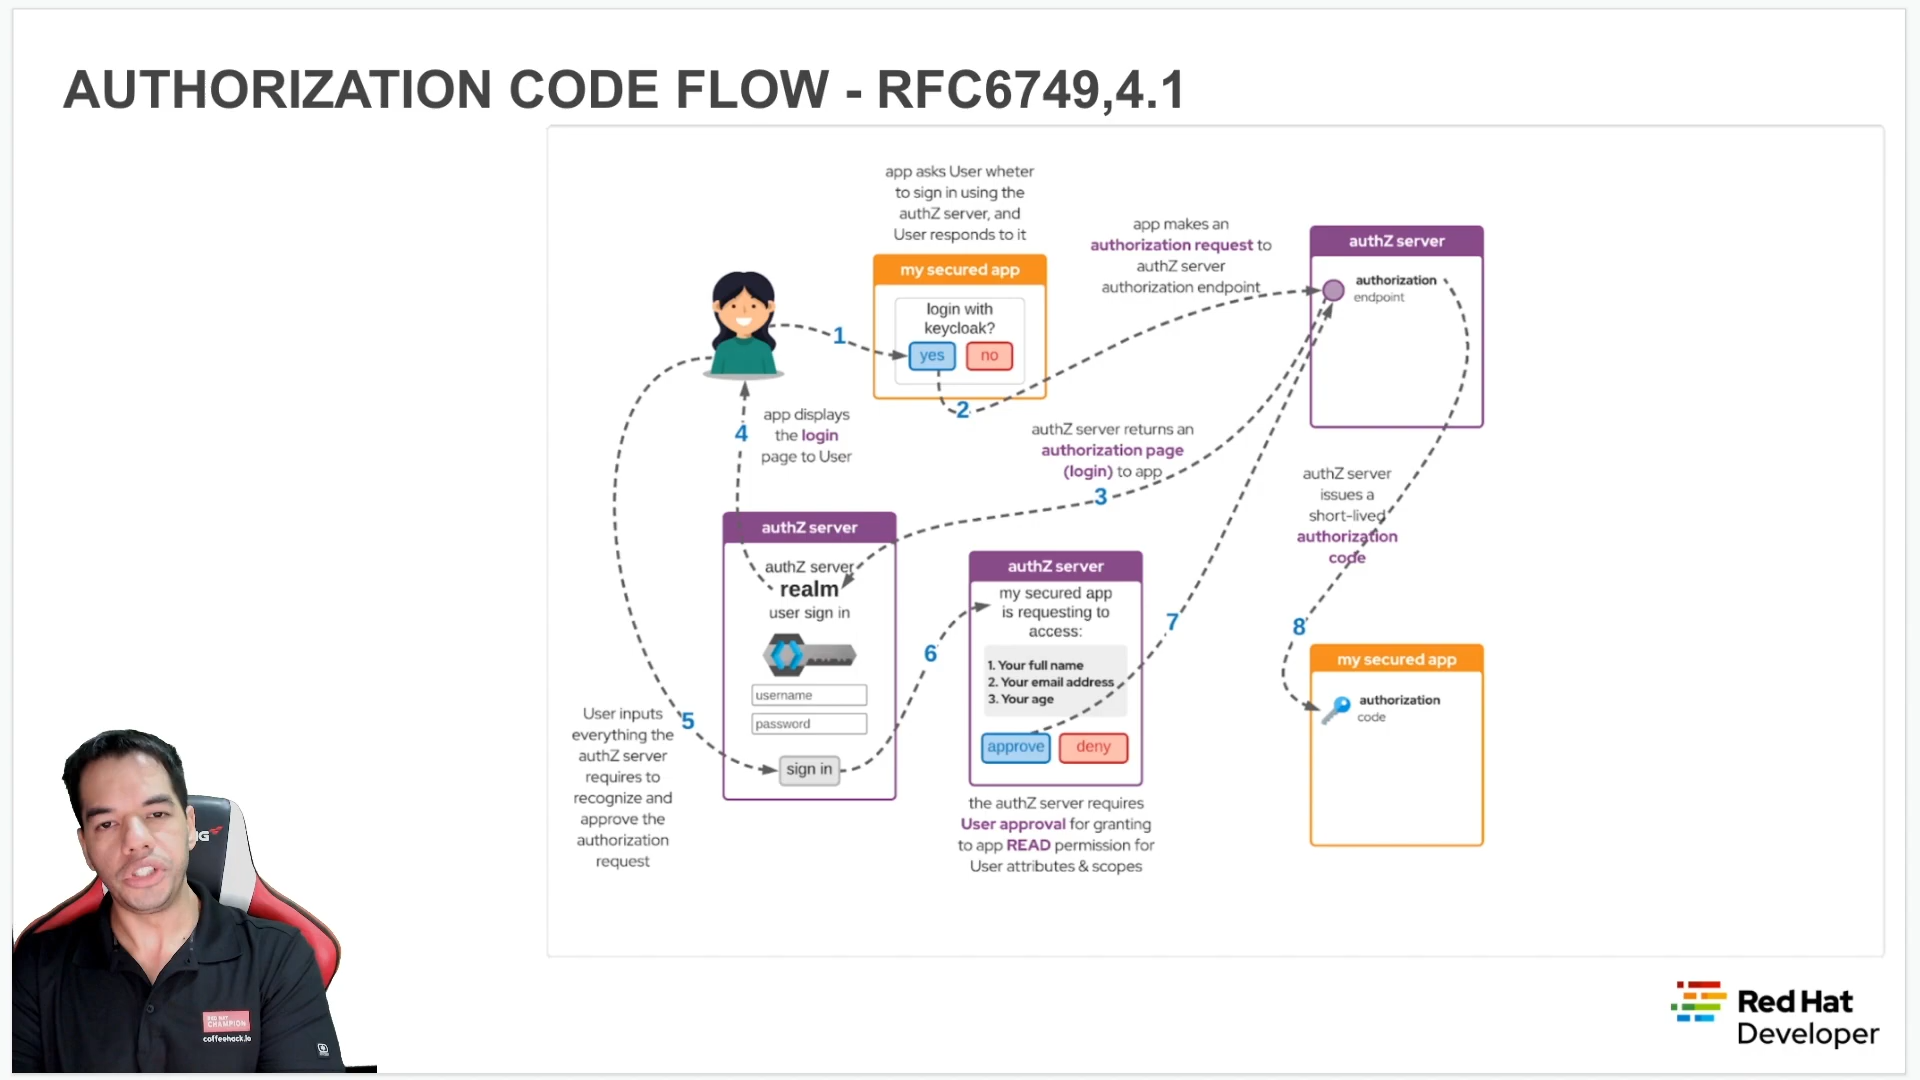 AUTHORIZATION CODE FLOW - RFC6749,4.1
app asks User wheter
to sign in using the
authZ server, and
User responds to it
my secured app
login with
keycloak?
yes
no
1
2
app makes an
authorization request to
authZ server
authorization endpoint
authZ server
authorization
endpoint
authZ server returns an
authorization page
(login) to app
3
4
app displays
the login
page to User
authZ server
authZ server
realm
user sign in
username
password
sign in
5
User inputs
everything the
authZ server
requires to
recognize and
approve the
authorization
request
6
authZ server
my secured app
is requesting to
access:
1. Your full name
2. Your email address
3. Your age
approve
deny
the authZ server requires
User approval for granting
to app READ permission for
User attributes & scopes
7
authZ server
issues a
short-lived
authorization
code
8
my secured app
authorization
code
RED HAT
CHAMPION
coffeehack.io
Red Hat
Developer